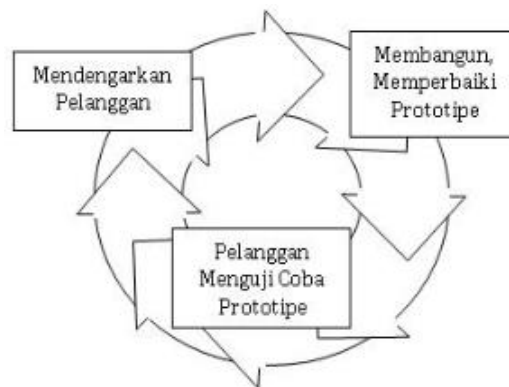 Mendengarkan
Pelanggan
Membangun,
Memperbaiki
Prototipe
Pelanggan
Menguji Coba
Prototipe